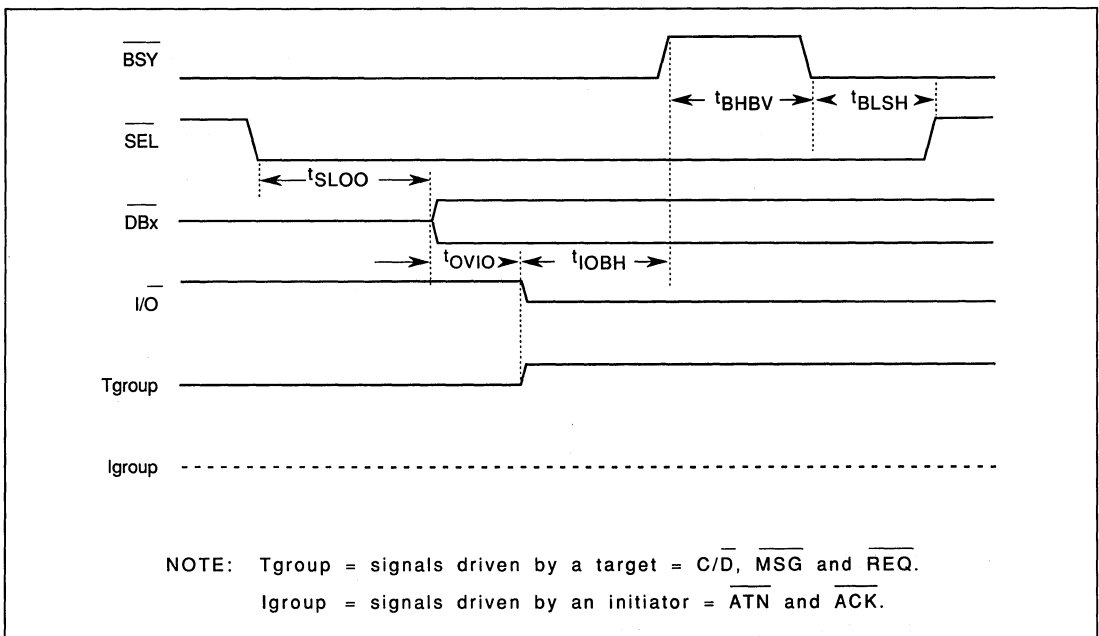 BSY
tBHBV
tBLSH
SEL
tSLOO
DBx
tOVIO
tIOBH
I/O
Tgroup
Igroup
NOTE: Tgroup = signals driven by a target = C/D, MSG and REQ.
Igroup = signals driven by an initiator = ATN and ACK.